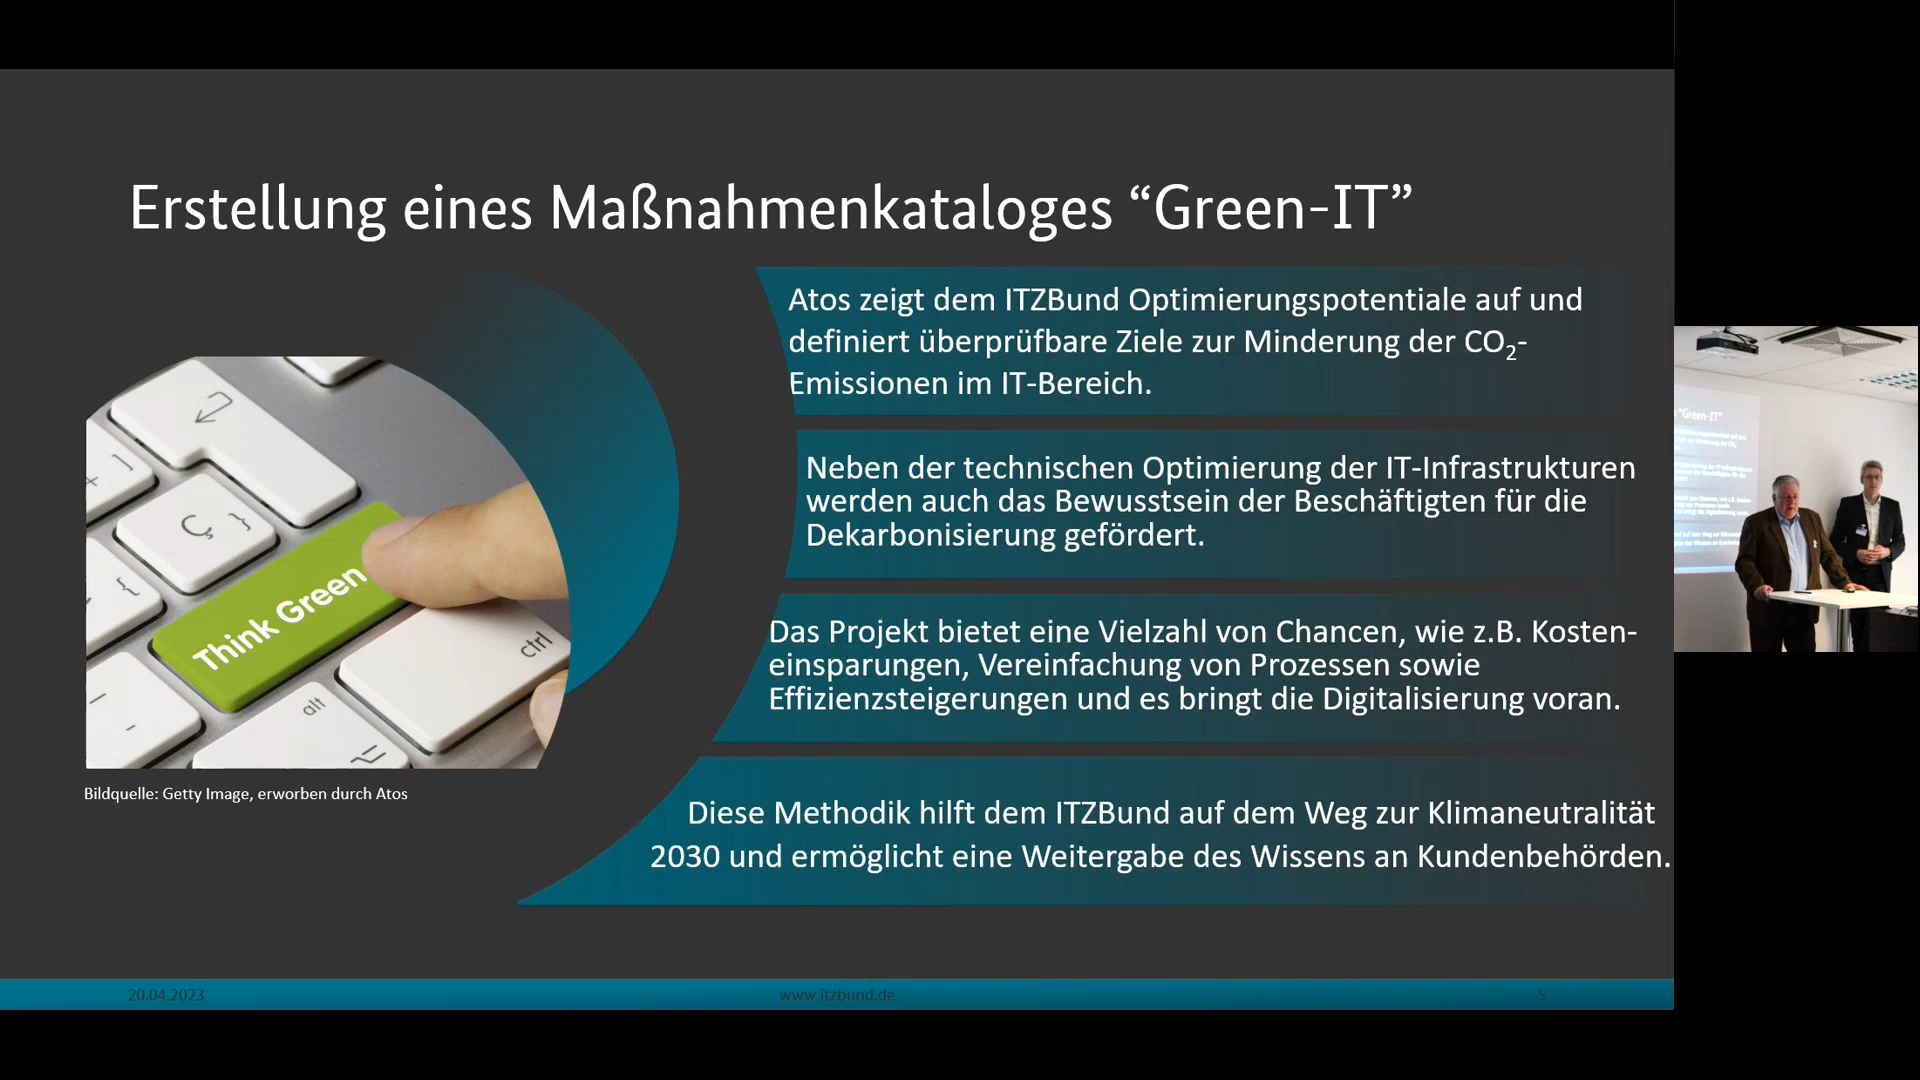 Erstellung eines Maßnahmenkataloges “Green-IT”
Atos zeigt dem ITZBund Optimierungspotentiale auf und
definiert überprüfbare Ziele zur Minderung der CO₂-
Emissionen im IT-Bereich.
Neben der technischen Optimierung der IT-Infrastrukturen
werden auch das Bewusstsein der Beschäftigten für die
Dekarbonisierung gefördert.
Das Projekt bietet eine Vielzahl von Chancen, wie z.B. Kosten-
einsparungen, Vereinfachung von Prozessen sowie
Effizienzsteigerungen und es bringt die Digitalisierung voran.
Diese Methodik hilft dem ITZBund auf dem Weg zur Klimaneutralität
2030 und ermöglicht eine Weitergabe des Wissens an Kundenbehörden.
Think Green
Ç }
{
ctrl
alt
Bildquelle: Getty Image, erworben durch Atos
20.04.2023
www.itzbund.de
5
“Green-IT”